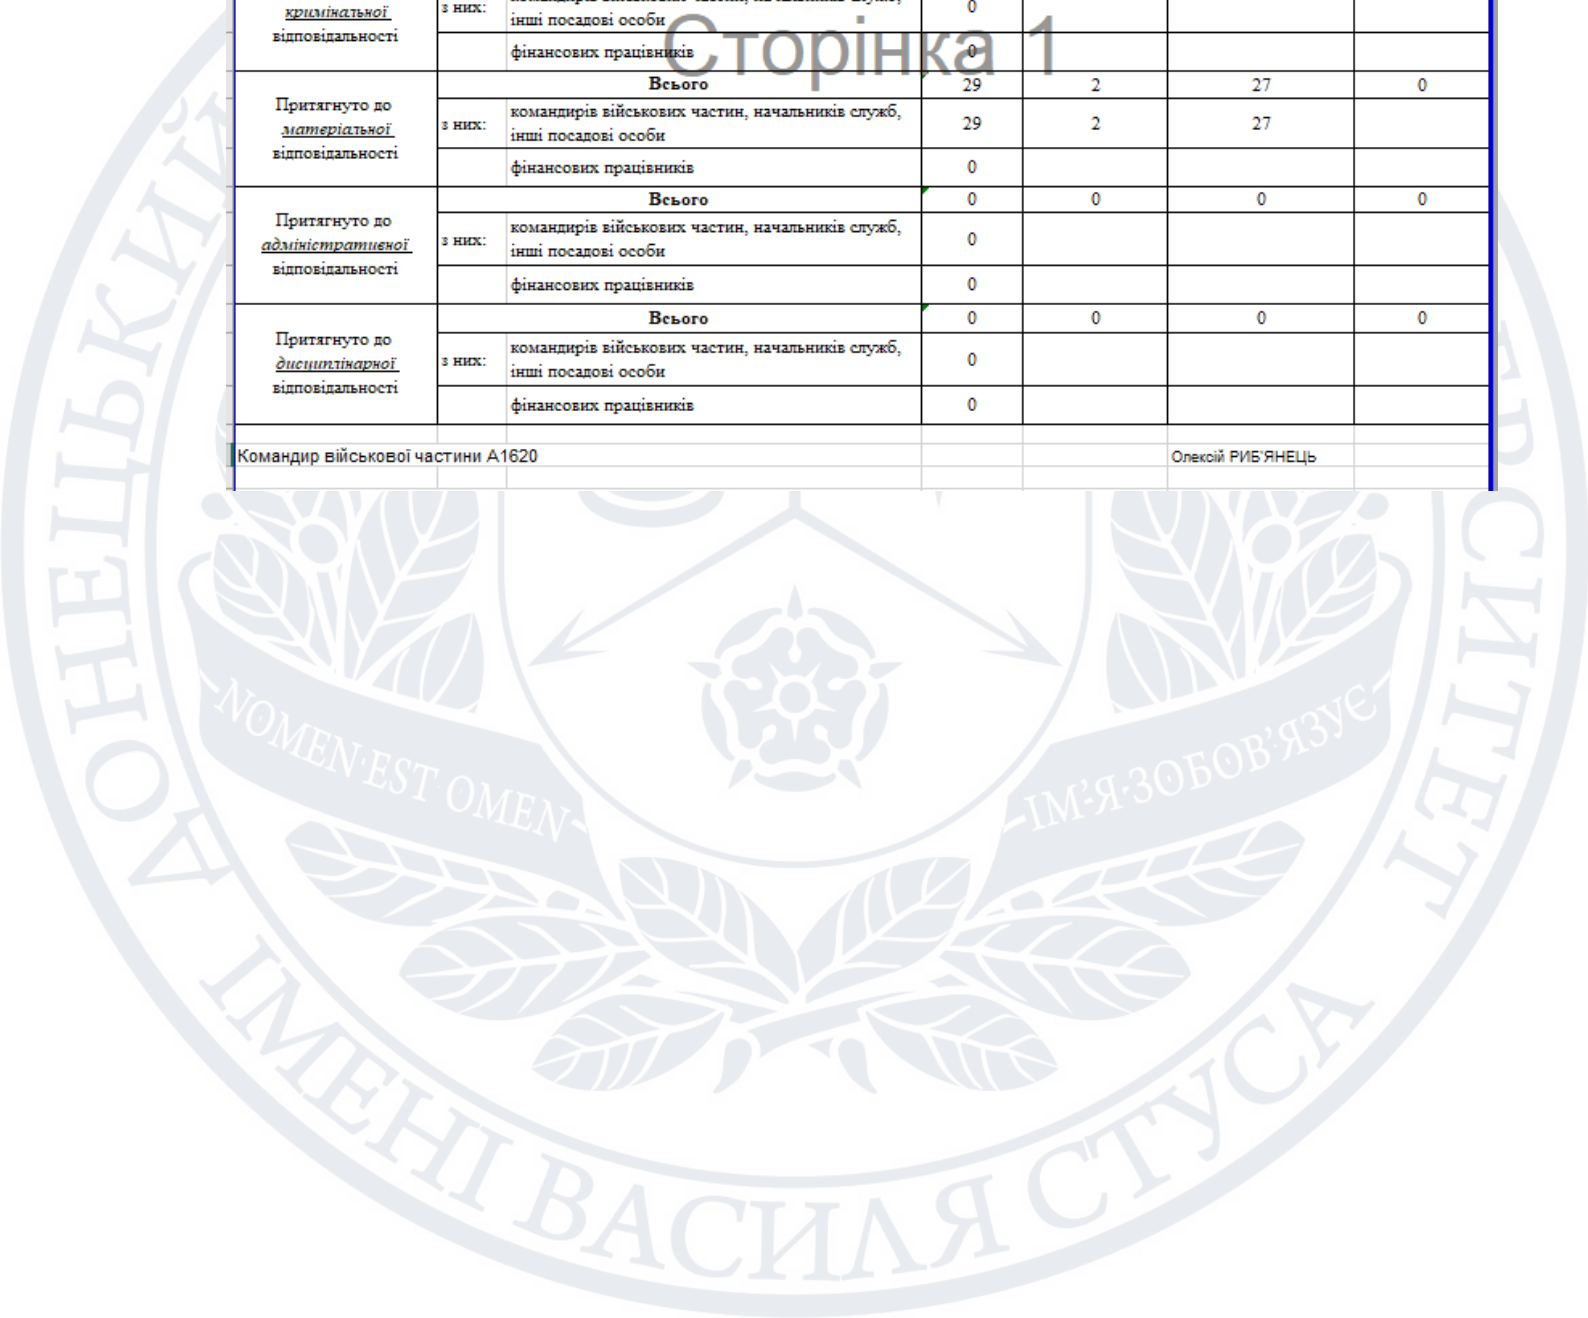 кримінальної
відповідальності
з них:
інші посадові особи
0
фінансових працівників
0
Сторінка 1
Притягнуто до
матеріальної
відповідальності
Всього 29 2 27 0
з них:
командирів військових частин, начальників служб,
інші посадові особи
29 2 27
фінансових працівників 0
Притягнуто до
адміністративної
відповідальності
Всього 0 0 0 0
з них:
командирів військових частин, начальників служб,
інші посадові особи
0
фінансових працівників 0
Притягнуто до
дисциплінарної
відповідальності
Всього 0 0 0 0
з них:
командирів військових частин, начальників служб,
інші посадові особи
0
фінансових працівників 0
Командир військової частини А1620 Олексій РИБ'ЯНЕЦЬ
NOMEN EST OMEN
ІМ'Я ЗОБОВ'ЯЗУЄ
ДОНЕЦЬКИЙ
ІМЕНІ ВАСИЛЯ СТУСА